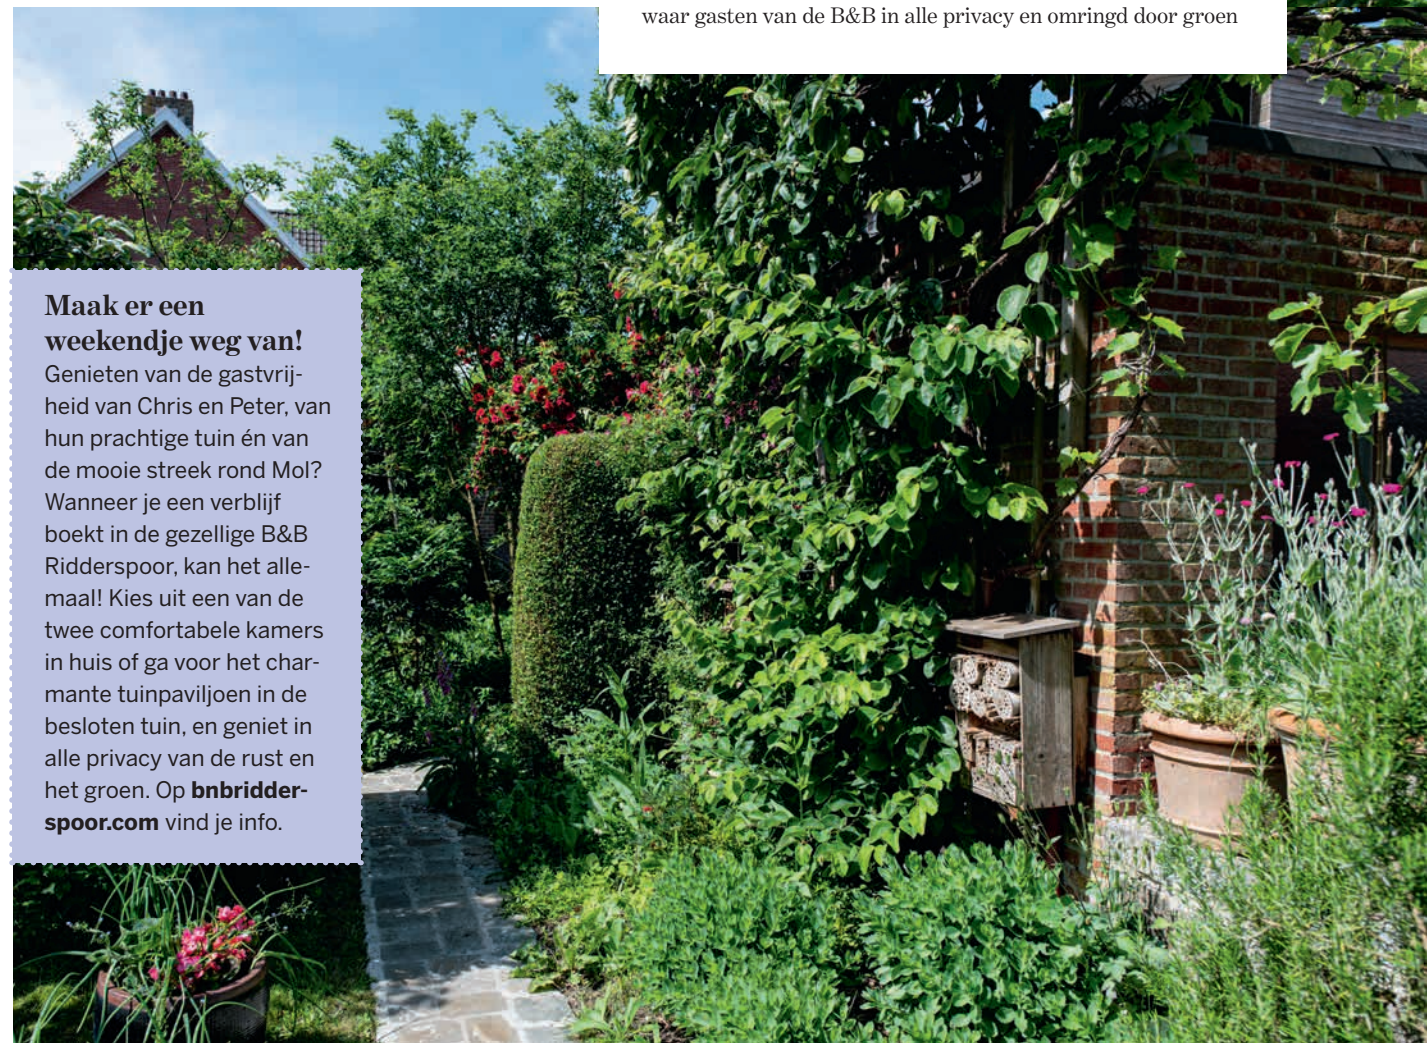 waar gasten van de B&B in alle privacy en omringd door groen
Maak er een
weekendje weg van!
Genieten van de gastvrij-
heid van Chris en Peter, van
hun prachtige tuin én van
de mooie streek rond Mol?
Wanneer je een verblijf
boekt in de gezellige B&B
Ridderspoor, kan het alle-
maal! Kies uit een van de
twee comfortabele kamers
in huis of ga voor het char-
mante tuinpaviljoen in de
besloten tuin, en geniet in
alle privacy van de rust en
het groen. Op bnbridder-
spoor.com vind je info.